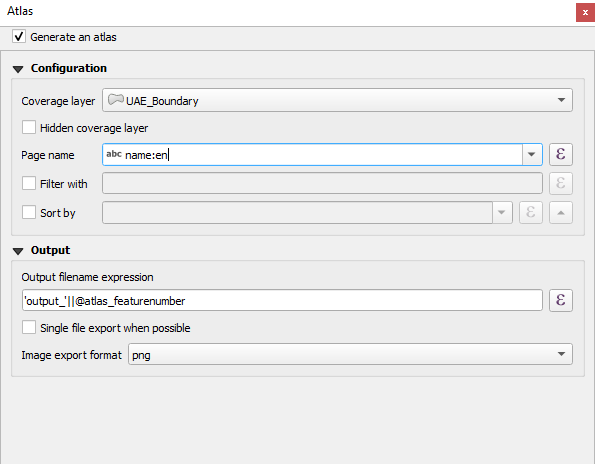 Atlas
x
Generate an atlas
Configuration
Coverage layer UAE_Boundary
Hidden coverage layer
Page name abc name:en ε
Filter with ε
Sort by ε
Output
Output filename expression
'output_'||@atlas_featurenumber ε
Single file export when possible
Image export format png